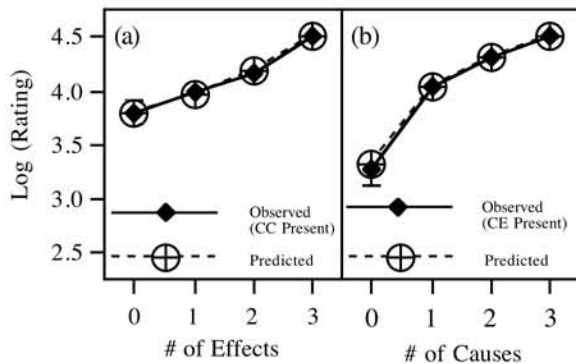 (a)
(b)
4.5
4.0
3.5
3.0
2.5
Log (Rating)
Observed
(CC Present)
Predicted
Observed
(CE Present)
Predicted
0 1 2 3
0 1 2 3
# of Effects
# of Causes